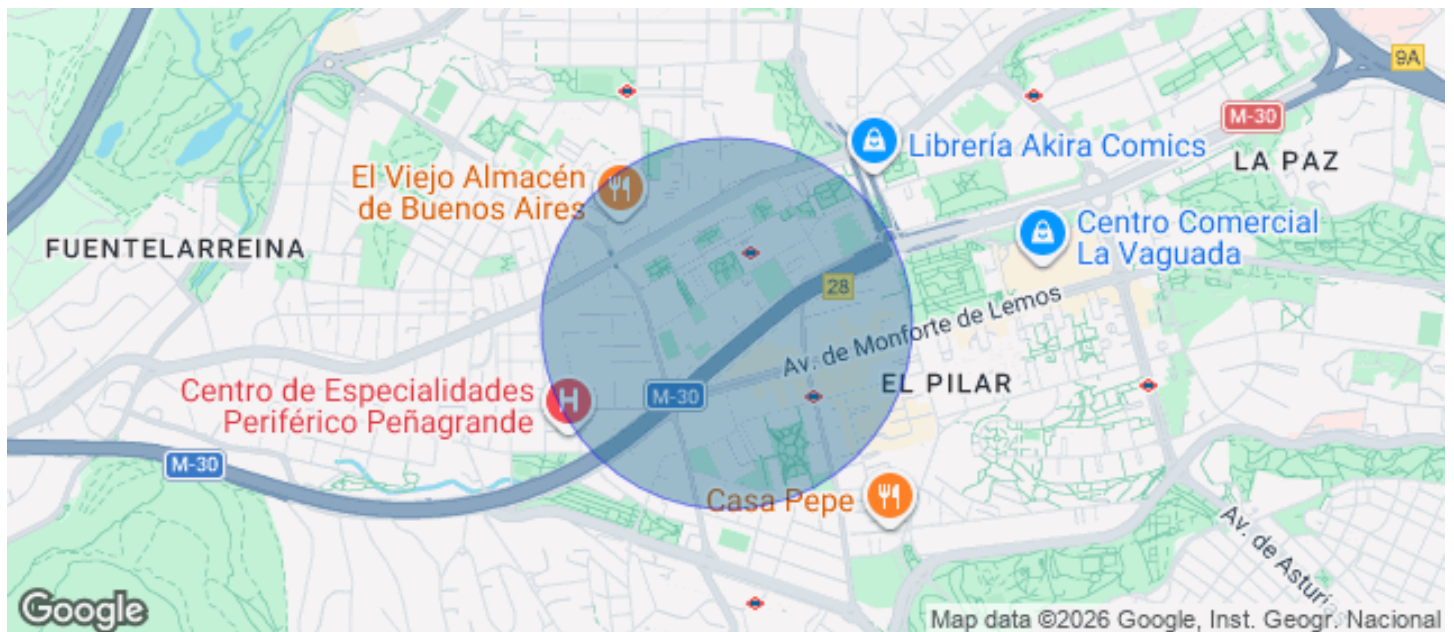 9A
M-30
Librería Akira Comics
LA PAZ
El Viejo Almacén
de Buenos Aires
Centro Comercial
La Vaguada
FUENTELARREINA
28
Av. de Monforte de Lemos
EL PILAR
Centro de Especialidades
Periférico Peñagrande
M-30
M-30
Casa Pepe
Av. de Asturia
Google
Map data ©2026 Google, Inst. Geogr. Nacional